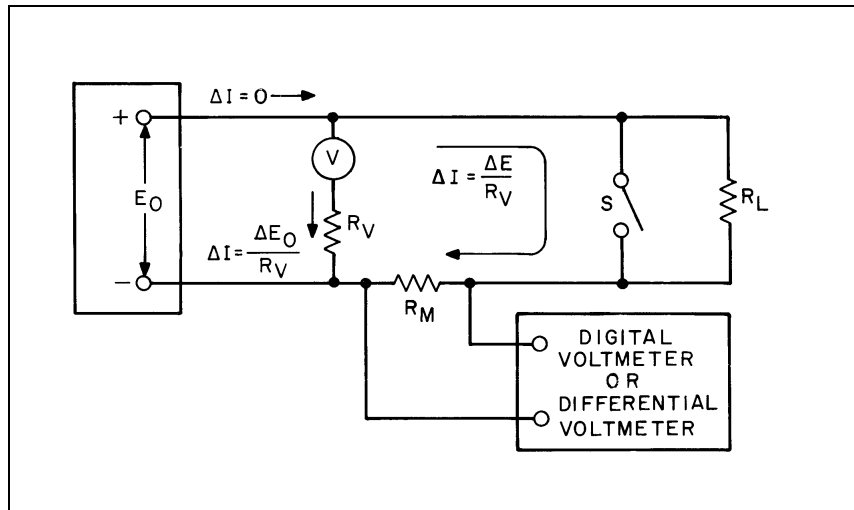 ΔI=0
+
E₀
−
V
R_V
ΔI=ΔE₀/R_V
ΔI=ΔE/R_V
S
R_L
R_M
DIGITAL
VOLTMETER
OR
DIFFERENTIAL
VOLTMETER